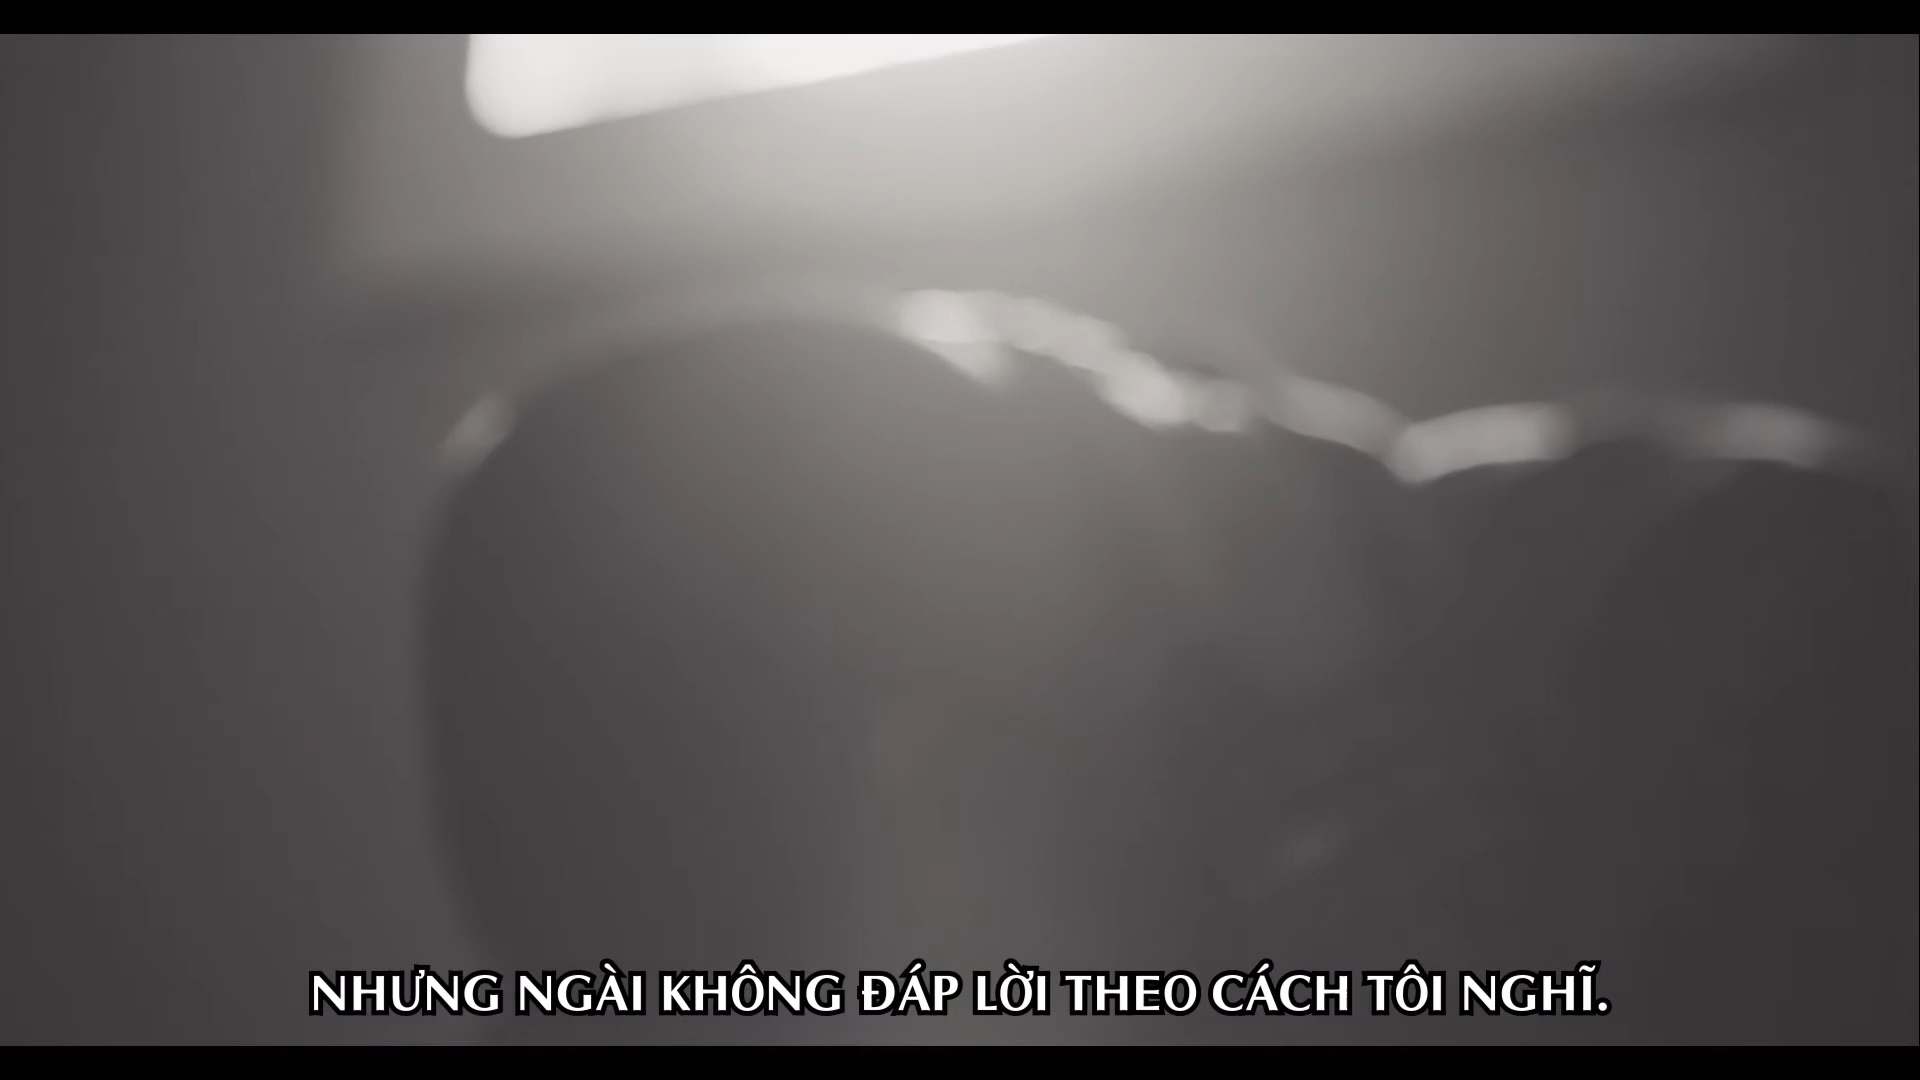 NHƯNG NGÀI KHÔNG ĐÁP LỜI THEO CÁCH TÔI NGHĨ.